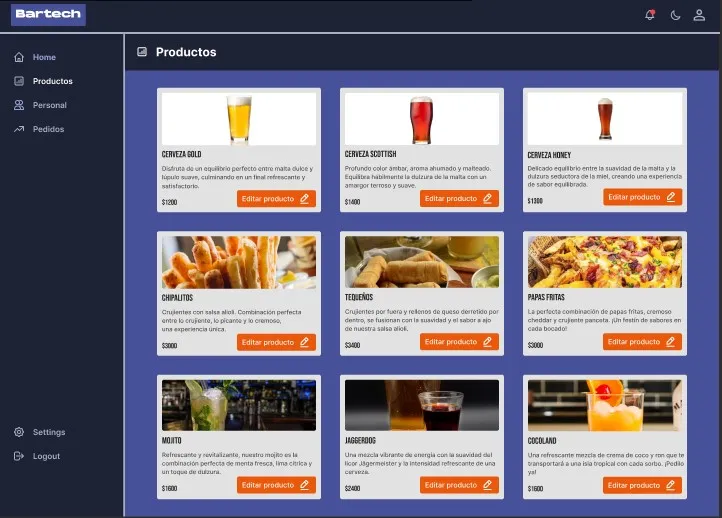 Bartech
Home
Productos
Personal
Pedidos
Settings
Logout
Productos
CERVEZA GOLD
Disfruta de un equilibrio perfecto entre malta dulce y
lúpulo suave, culminando en un final refrescante y
satisfactorio.
$1200
Editar producto
CERVEZA SCOTTISH
Profundo color ámbar, aroma ahumado y malteado.
Equilibra hábilmente la dulzura de la malta con un
amargor terroso y suave.
$1400
Editar producto
CERVEZA HONEY
Delicado equilibrio entre la suavidad de la malta y la
dulzura seductora de la miel, creando una experiencia
de sabor equilibrada.
$1300
Editar producto
CHIPALITOS
Crujientes con salsa alioli. Combinación perfecta
entre lo crujiente, lo picante y lo cremoso,
una experiencia única.
$3000
Editar producto
TEQUEÑOS
Crujientes por fuera y rellenos de queso derretido por
dentro, se fusionan con la suavidad y el sabor a ajo
de nuestra salsa alioli.
$3400
Editar producto
PAPAS FRITAS
La perfecta combinación de papas fritas, cremoso
cheddar y crujiente panceta. ¡Un festín de sabores en
cada bocado!
$3000
Editar producto
MOJITO
Refrescante y revitalizante, nuestro mojito es la
combinación perfecta de menta fresca, lima cítrica y
un toque de dulzura.
$1600
Editar producto
JAGGERDOG
Una mezcla vibrante de energía con la suavidad del
licor Jägermeister y la intensidad refrescante de una
cerveza.
$2400
Editar producto
COCOLAND
Una refrescante mezcla de crema de coco y ron que te
transportará a una isla tropical con cada sorbo. ¡Pedilo
ya!
$1600
Editar producto